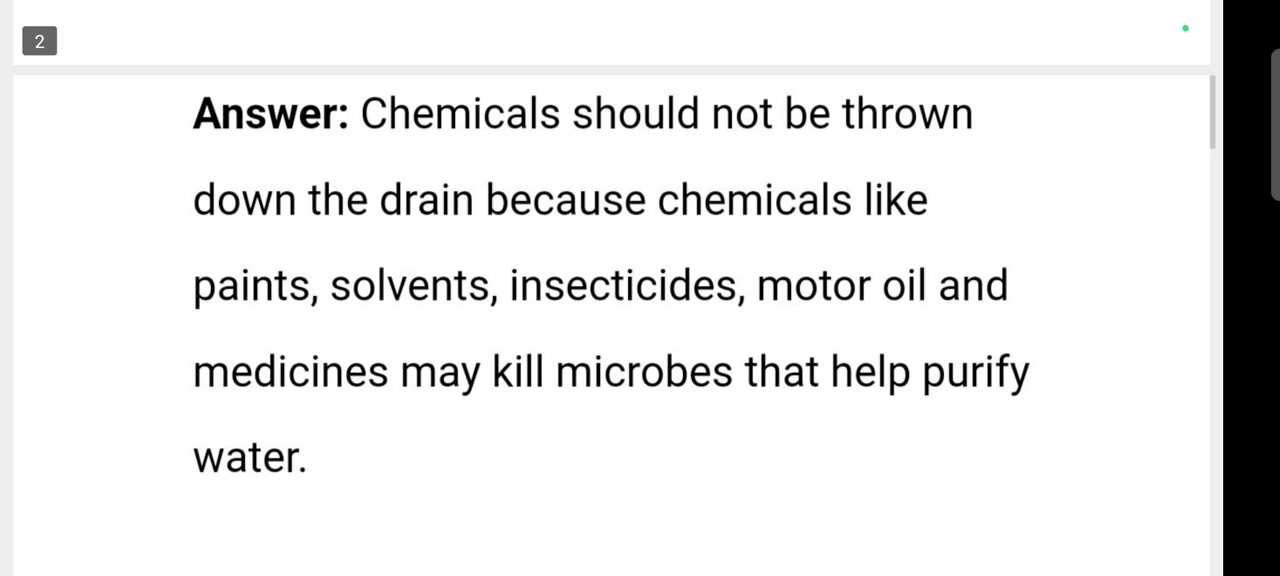 2
Answer: Chemicals should not be thrown
down the drain because chemicals like
paints, solvents, insecticides, motor oil and
medicines may kill microbes that help purify
water.